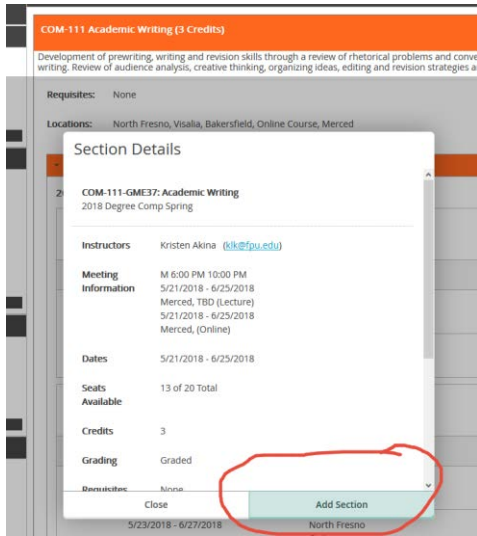 COM-111 Academic Writing (3 Credits)
Development of prewriting, writing and revision skills through a review of rhetorical problems and conve
writing. Review of audience analysis, creative thinking, organizing ideas, editing and revision strategies a
Requisites: None
Locations: North Fresno, Visalia, Bakersfield, Online Course, Merced
Section Details
COM-111-GME37: Academic Writing
2018 Degree Comp Spring
Instructors Kristen Akina (klk@fpu.edu)
Meeting M 6:00 PM 10:00 PM
Information 5/21/2018 - 6/25/2018
Merced, TBD (Lecture)
5/21/2018 - 6/25/2018
Merced, (Online)
Dates 5/21/2018 - 6/25/2018
Seats 13 of 20 Total
Available
Credits 3
Grading Graded
Requisites None
Close Add Section
5/23/2018 - 6/27/2018 North Fresno